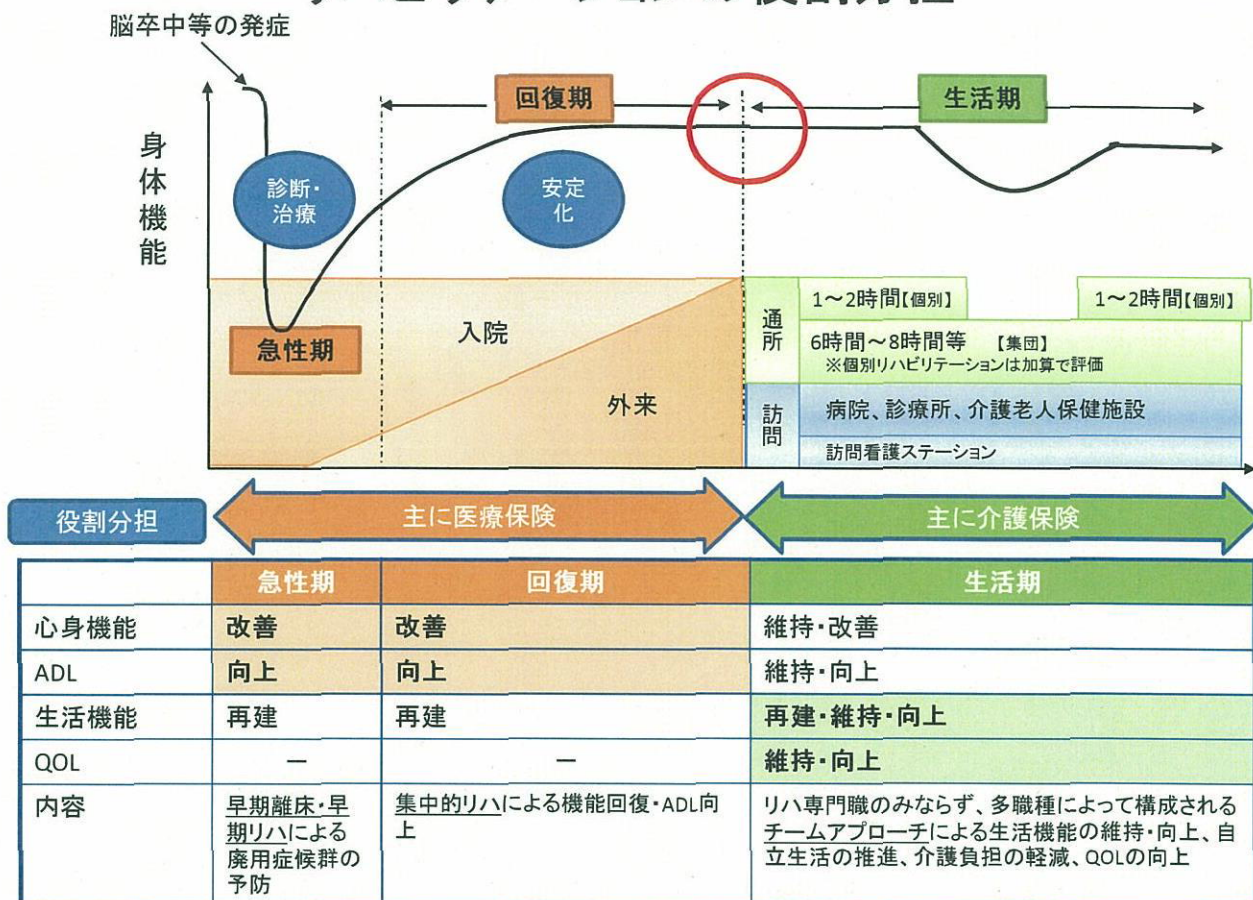 脳卒中等の発症
回復期
生活期
身体機能
診断・
治療
安定
化
急性期
入院
外来
通所
1～2時間【個別】
1～2時間【個別】
6時間～8時間等 【集団】
※個別リハビリテーションは加算で評価
訪問
病院、診療所、介護老人保健施設
訪問看護ステーション
役割分担
主に医療保険
主に介護保険
急性期 回復期 生活期
心身機能 改善 改善 維持・改善
ADL 向上 向上 維持・向上
生活機能 再建 再建 再建・維持・向上
QOL ー ー 維持・向上
内容
早期離床・早
期リハによる
廃用症候群の
予防
集中的リハによる機能回復・ADL向
上
リハ専門職のみならず、多職種によって構成される
チームアプローチによる生活機能の維持・向上、自
立生活の推進、介護負担の軽減、QOLの向上